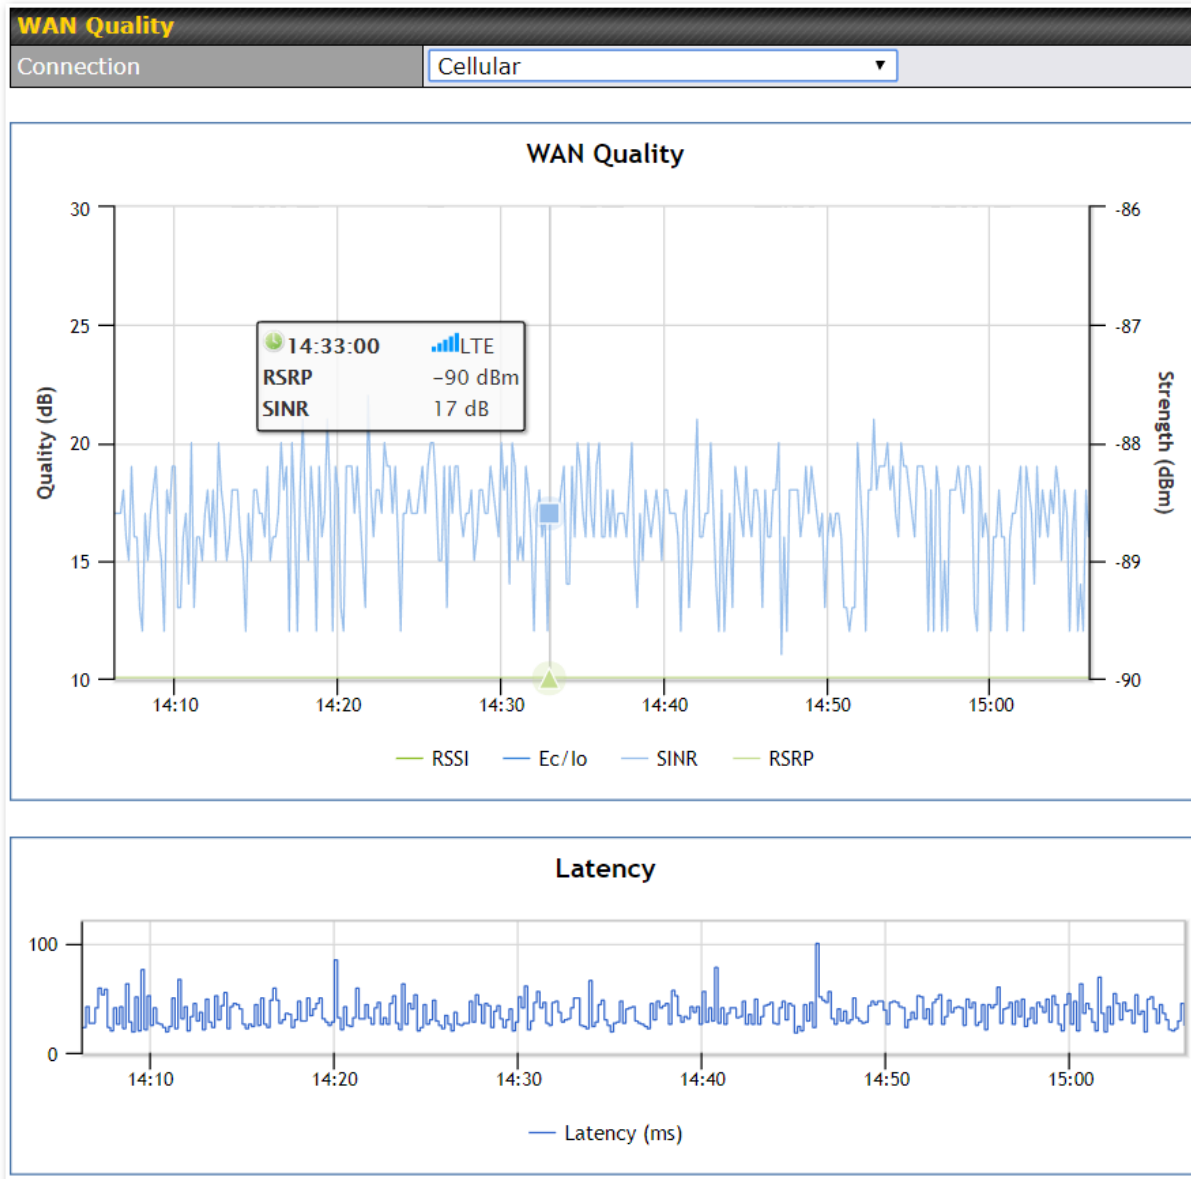 WAN Quality
Connection
Cellular
WAN Quality
30
25
20
15
10
Quality (dB)
-86
-87
-88
-89
-90
Strength (dBm)
14:33:00 LTE
RSRP -90 dBm
SINR 17 dB
14:10 14:20 14:30 14:40 14:50 15:00
RSSI Ec/Io SINR RSRP
Latency
100
0
14:10 14:20 14:30 14:40 14:50 15:00
Latency (ms)